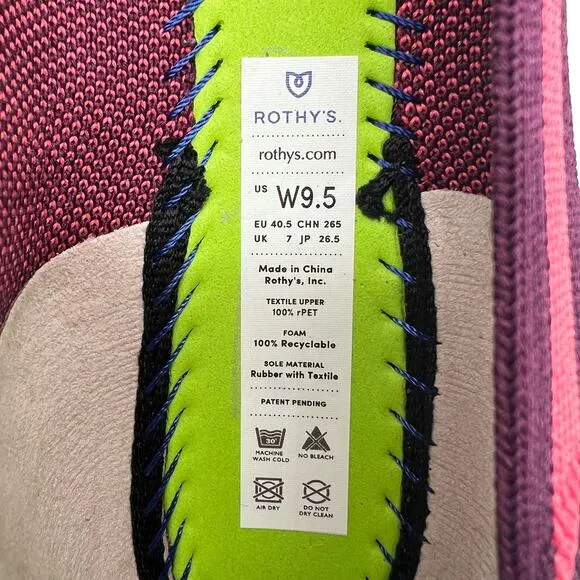 ROTHY'S.
rothys.com
US W9.5
EU 40.5 CHN 265
UK 7 JP 26.5
Made in China
Rothy's, Inc.
TEXTILE UPPER
100% rPET
FOAM
100% Recyclable
SOLE MATERIAL
Rubber with Textile
PATENT PENDING
30°
MACHINE WASH COLD
NO BLEACH
AIR DRY
DO NOT DRY CLEAN